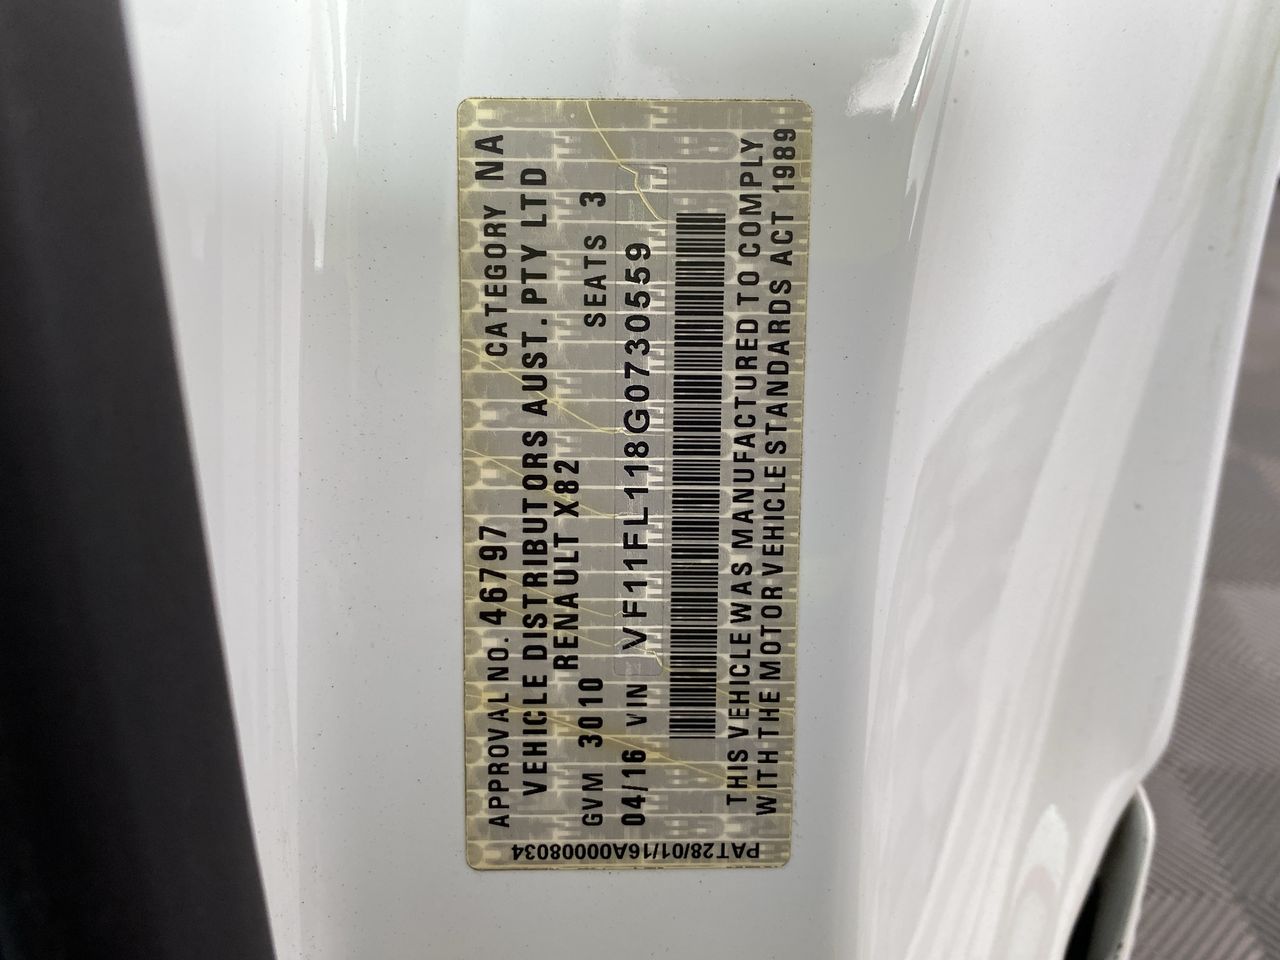 APPROVAL NO. 46797 CATEGORY NA
VEHICLE DISTRIBUTORS AUST. PTY LTD
RENAULT X82
GVM 3010 SEATS 3
04/16 VIN VF11FL118G0730559
THIS VEHICLE WAS MANUFACTURED TO COMPLY
WITH THE MOTOR VEHICLE STANDARDS ACT 1989
PAT28/01/16A00008034